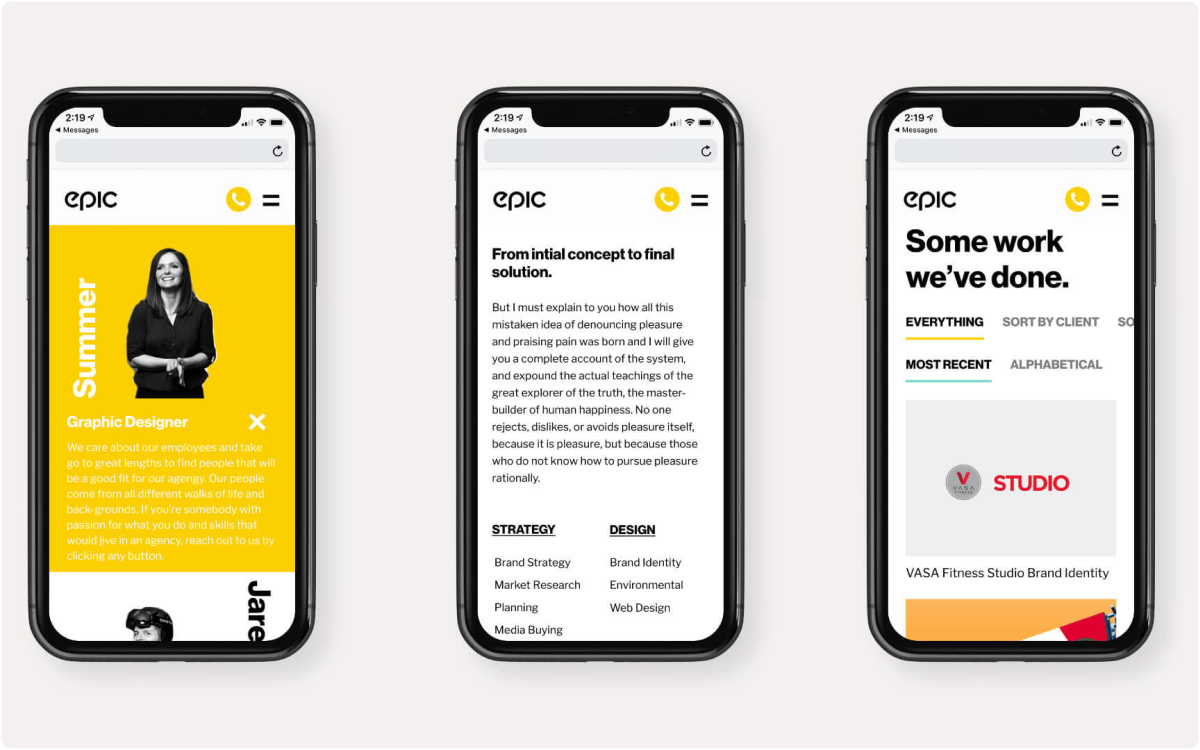 2:19
Messages
epic
Summer
Graphic Designer
We care about our employees and take
go to great lengths to find people that will
be a good fit for our agengy. Our people
come from all different walks of life and
back-grounds. If you're somebody with
passion for what you do and skills that
would jive in an agency, reach out to us by
clicking any button.
Jare
2:19
Messages
epic
From intial concept to final
solution.
But I must explain to you how all this
mistaken idea of denouncing pleasure
and praising pain was born and I will give
you a complete account of the system,
and expound the actual teachings of the
great explorer of the truth, the master-
builder of human happiness. No one
rejects, dislikes, or avoids pleasure itself,
because it is pleasure, but because those
who do not know how to pursue pleasure
rationally.
STRATEGY
Brand Strategy
Market Research
Planning
Media Buying
DESIGN
Brand Identity
Environmental
Web Design
2:19
Messages
epic
Some work
we've done.
EVERYTHING SORT BY CLIENT SO
MOST RECENT ALPHABETICAL
VASA
FITNESS
STUDIO
VASA Fitness Studio Brand Identity